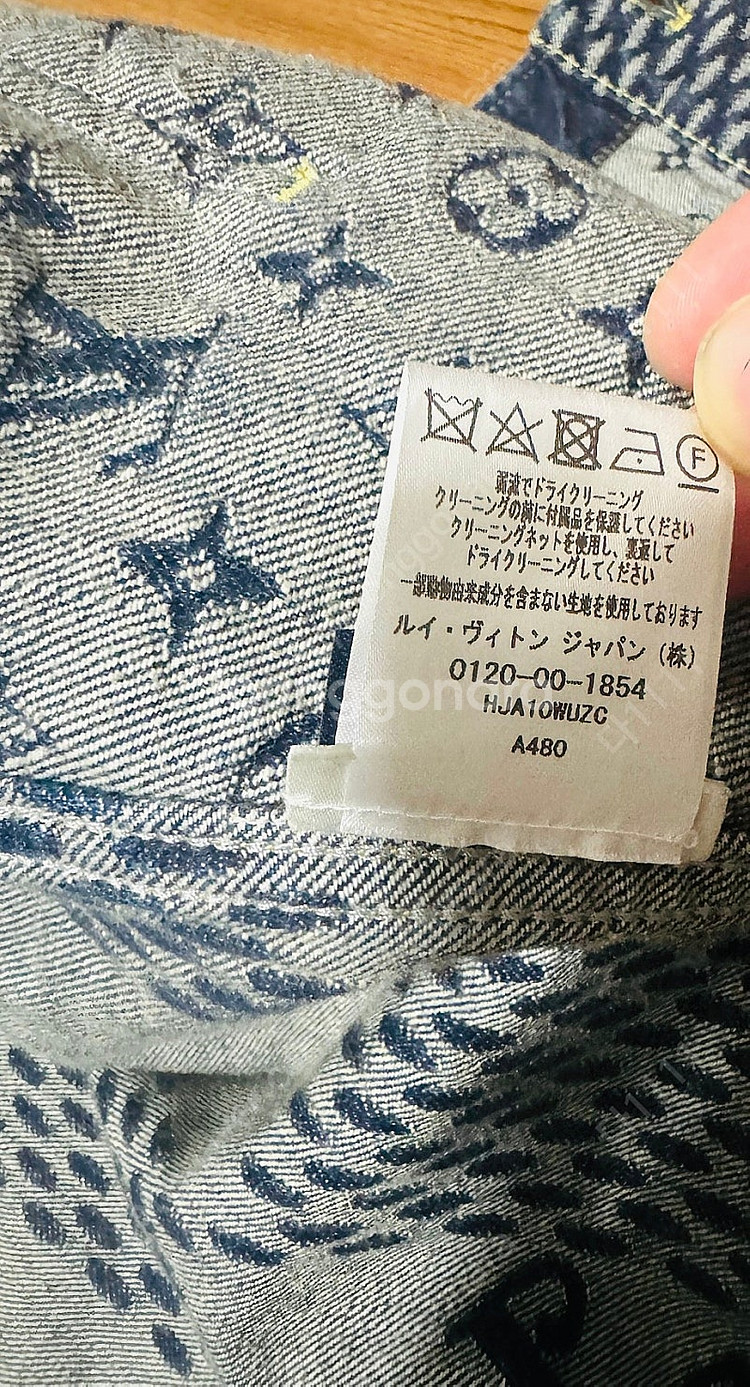 F
弱減でドライクリーニング
クリーニングの前に付属品を保護してください
クリーニングネットを使用し、裏返して
ドライクリーニングしてください
一部動物由来成分を含まない生地を使用しております
ルイ・ヴィトン ジャパン (株)
0120-00-1854
HJA10WUZC
A480